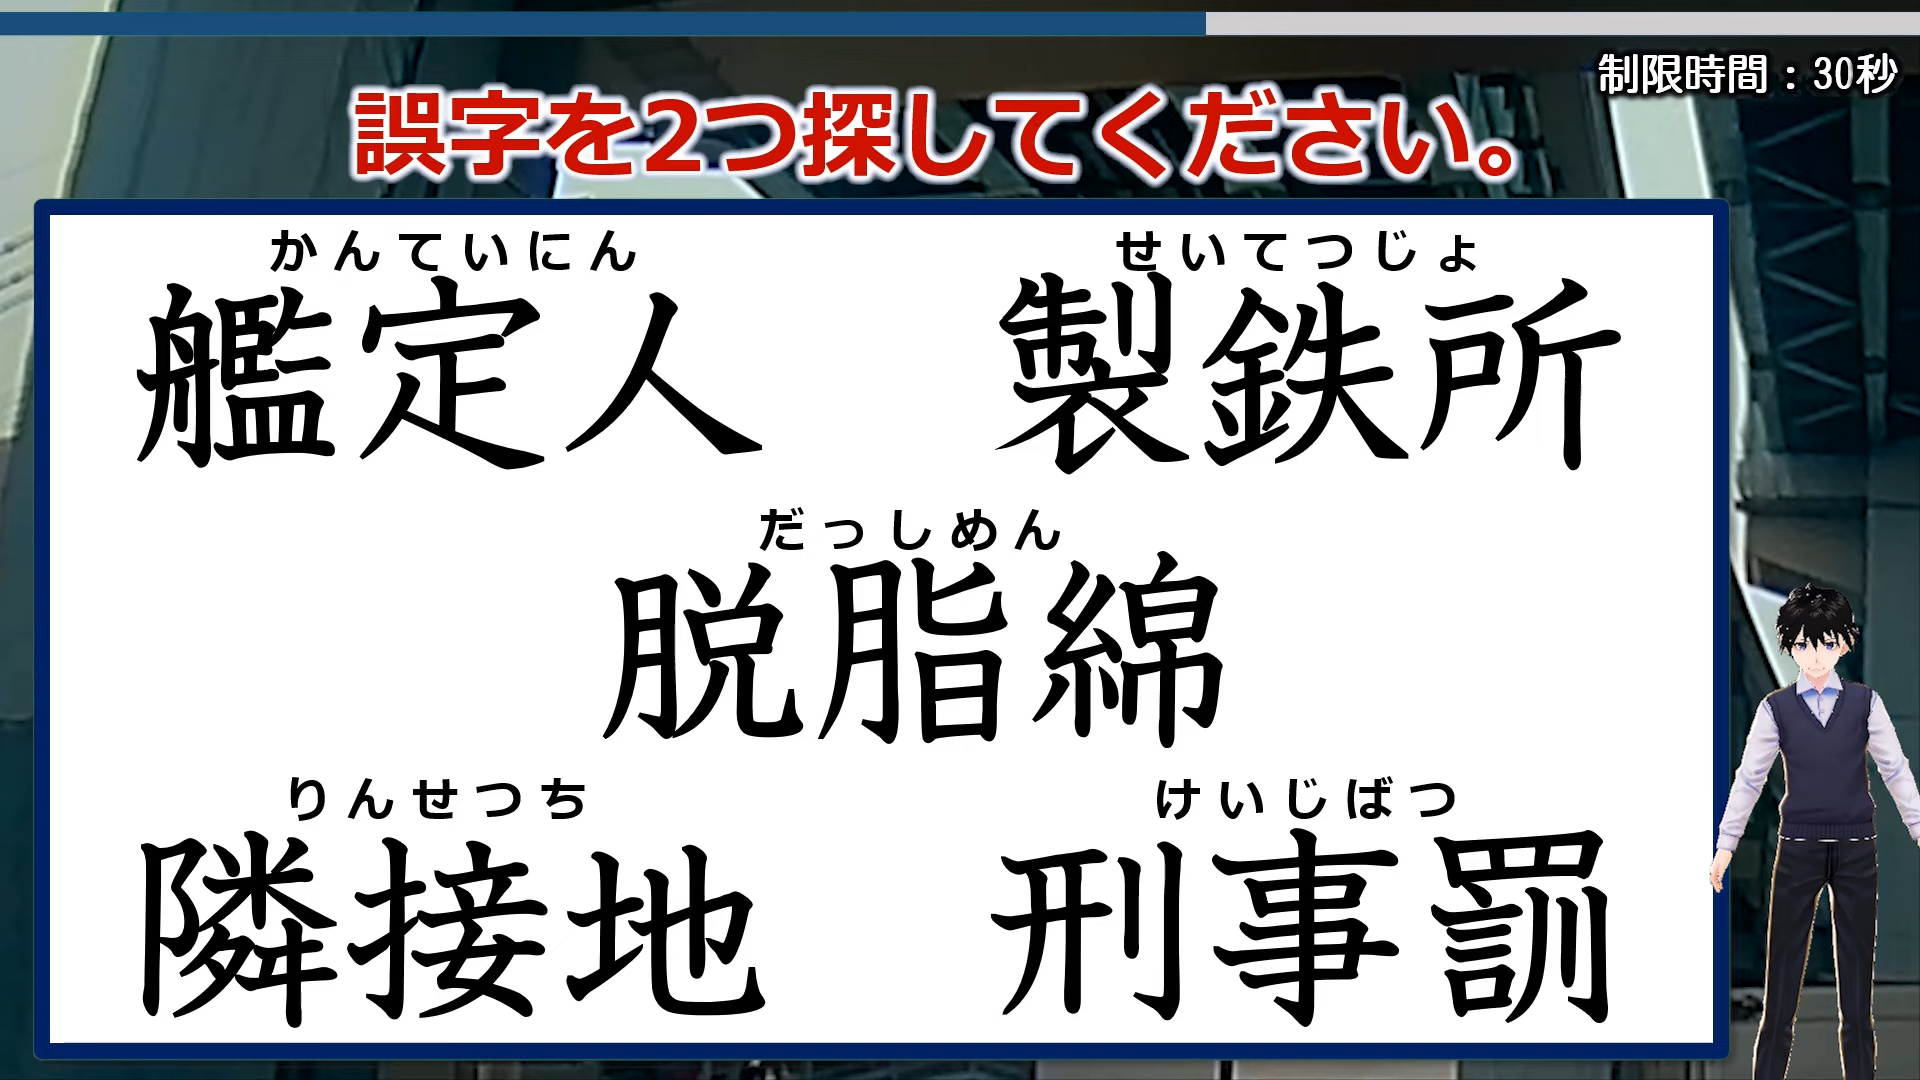 制限時間：30秒
誤字を2つ探してください。
かんていにん
艦定人
せいてつじょ
製鉃所
だっしめん
脱脂綿
りんせつち
隣接地
けいじばつ
刑事罰